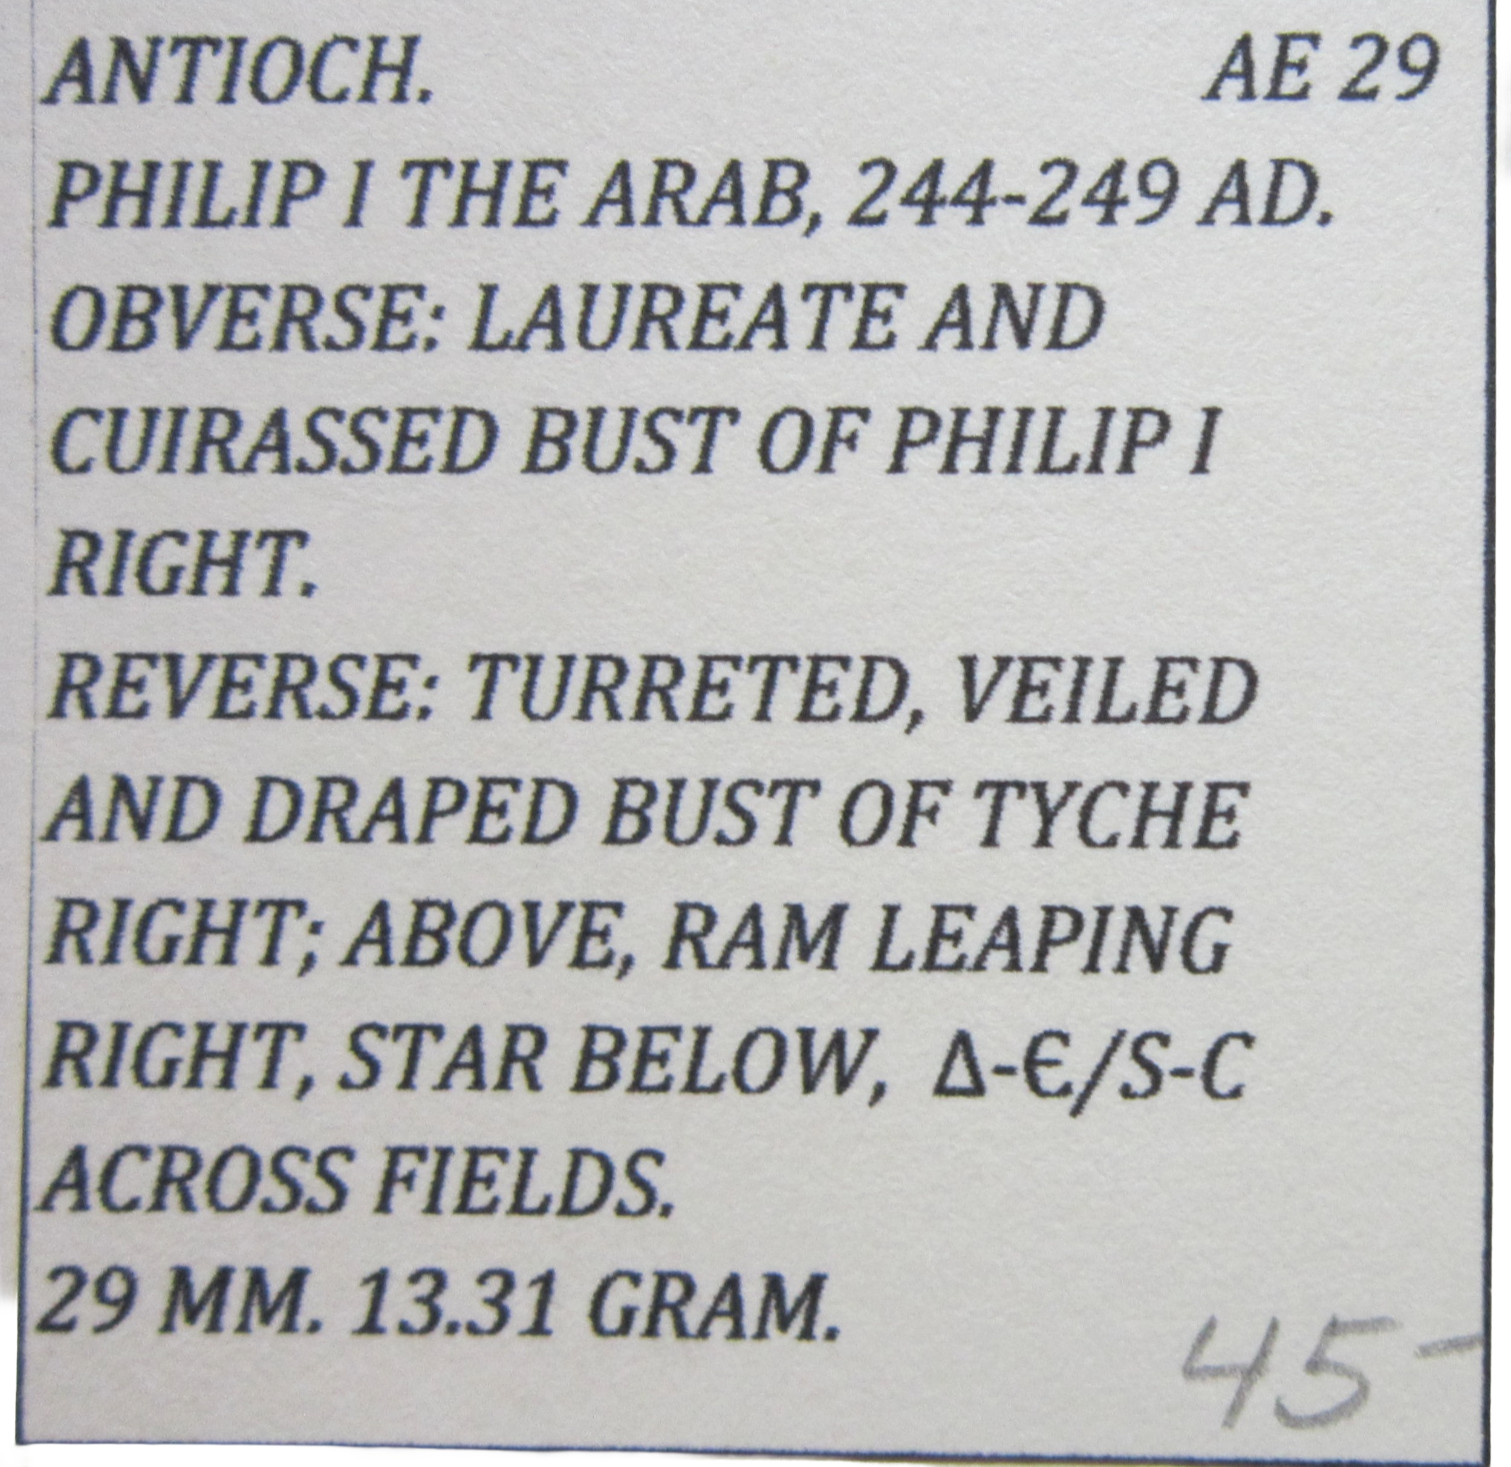 ANTIOCH. AE 29
PHILIP I THE ARAB, 244-249 AD.
OBVERSE: LAUREATE AND
CUIRASSED BUST OF PHILIP I
RIGHT.
REVERSE: TURRETED, VEILED
AND DRAPED BUST OF TYCHE
RIGHT; ABOVE, RAM LEAPING
RIGHT, STAR BELOW, Δ-Є/S-C
ACROSS FIELDS.
29 MM. 13.31 GRAM.
45-